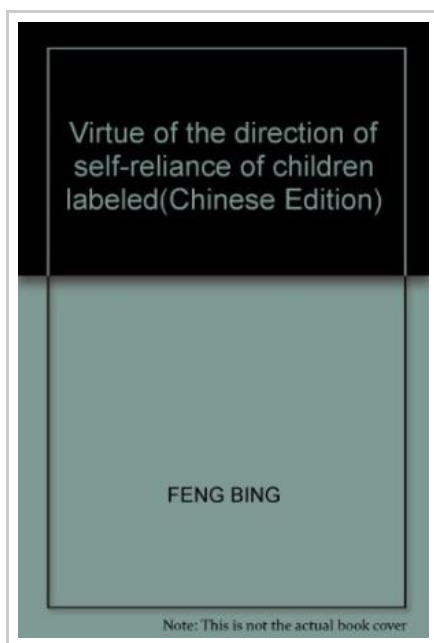 Virtue of the direction of
self-reliance of children
labeled(Chinese Edition)
FENG BING
Note: This is not the actual book cover